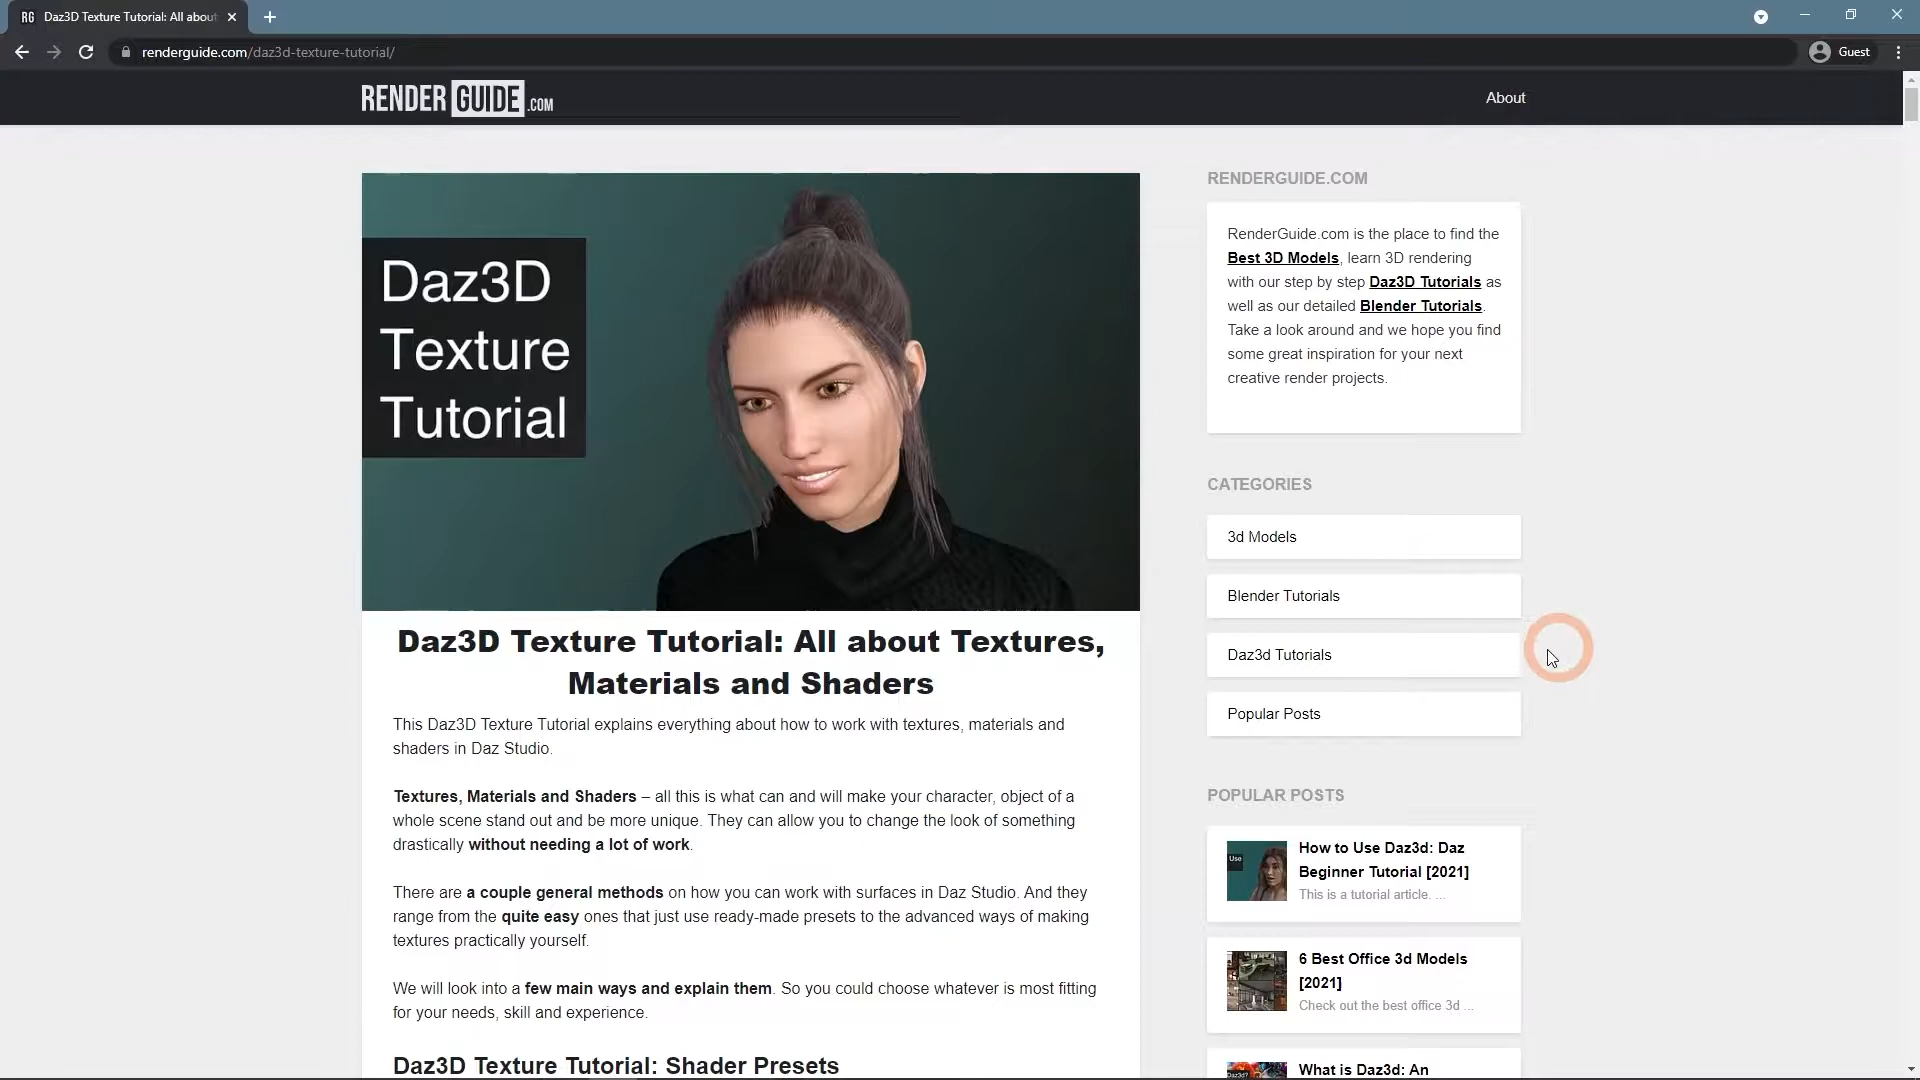 RG Daz3D Texture Tutorial: All about
renderguide.com/daz3d-texture-tutorial/
Guest
RENDER GUIDE .COM
About
Daz3D
Texture
Tutorial
Daz3D Texture Tutorial: All about Textures,
Materials and Shaders
This Daz3D Texture Tutorial explains everything about how to work with textures, materials and
shaders in Daz Studio.
Textures, Materials and Shaders – all this is what can and will make your character, object of a
whole scene stand out and be more unique. They can allow you to change the look of something
drastically without needing a lot of work.
There are a couple general methods on how you can work with surfaces in Daz Studio. And they
range from the quite easy ones that just use ready-made presets to the advanced ways of making
textures practically yourself.
We will look into a few main ways and explain them. So you could choose whatever is most fitting
for your needs, skill and experience.
Daz3D Texture Tutorial: Shader Presets
RENDERGUIDE.COM
RenderGuide.com is the place to find the
Best 3D Models, learn 3D rendering
with our step by step Daz3D Tutorials as
well as our detailed Blender Tutorials.
Take a look around and we hope you find
some great inspiration for your next
creative render projects.
CATEGORIES
3d Models
Blender Tutorials
Daz3d Tutorials
Popular Posts
POPULAR POSTS
Use
How to Use Daz3d: Daz
Beginner Tutorial [2021]
This is a tutorial article. ...
6 Best Office 3d Models
[2021]
Check out the best office 3d ...
Daz3d?
What is Daz3d: An